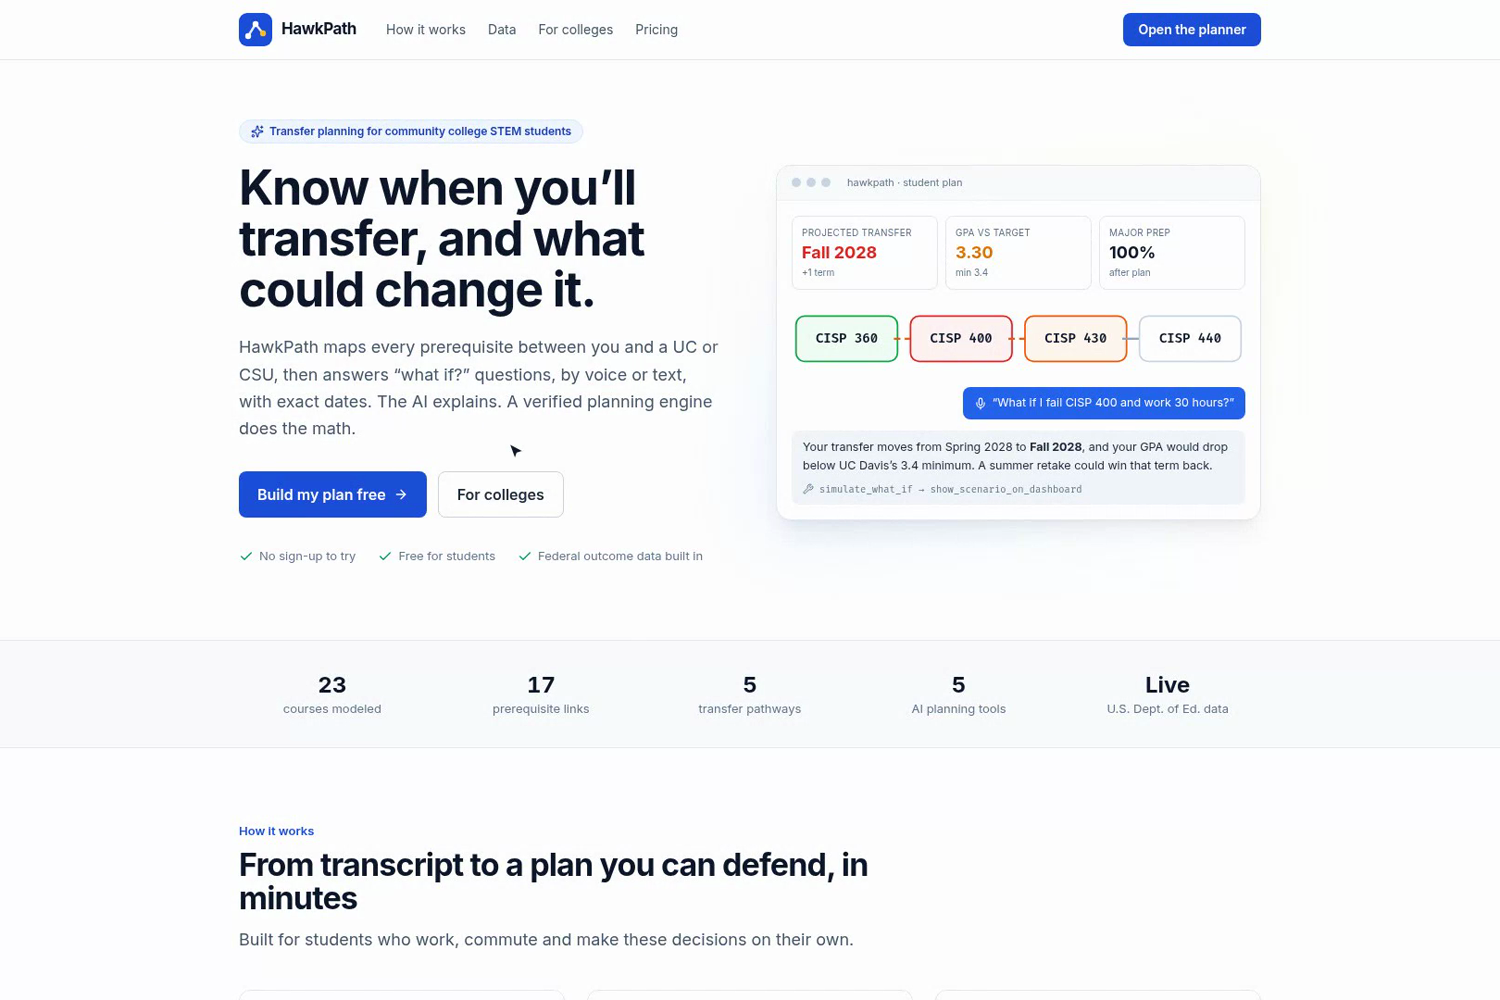 HawkPath
How it works
Data
For colleges
Pricing
Open the planner
Transfer planning for community college STEM students
Know when you’ll
transfer, and what
could change it.
HawkPath maps every prerequisite between you and a UC or
CSU, then answers “what if?” questions, by voice or text,
with exact dates. The AI explains. A verified planning engine
does the math.
Build my plan free →
For colleges
No sign-up to try
Free for students
Federal outcome data built in
hawkpath · student plan
PROJECTED TRANSFER
Fall 2028
+1 term
GPA VS TARGET
3.30
min 3.4
MAJOR PREP
100%
after plan
CISP 360
CISP 400
CISP 430
CISP 440
“What if I fail CISP 400 and work 30 hours?”
Your transfer moves from Spring 2028 to Fall 2028, and your GPA would drop
below UC Davis’s 3.4 minimum. A summer retake could win that term back.
simulate_what_if → show_scenario_on_dashboard
23
courses modeled
17
prerequisite links
5
transfer pathways
5
AI planning tools
Live
U.S. Dept. of Ed. data
How it works
From transcript to a plan you can defend, in
minutes
Built for students who work, commute and make these decisions on their own.